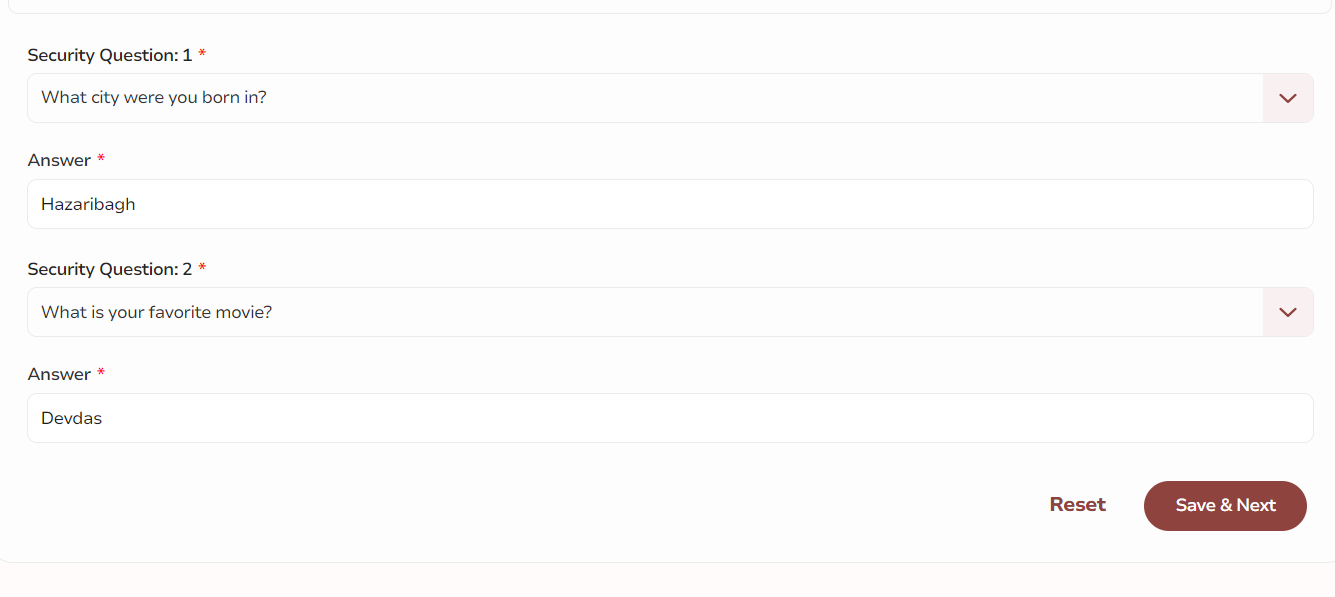 Security Question: 1 *
What city were you born in?
Answer *
Hazaribagh
Security Question: 2 *
What is your favorite movie?
Answer *
Devdas
Reset Save & Next